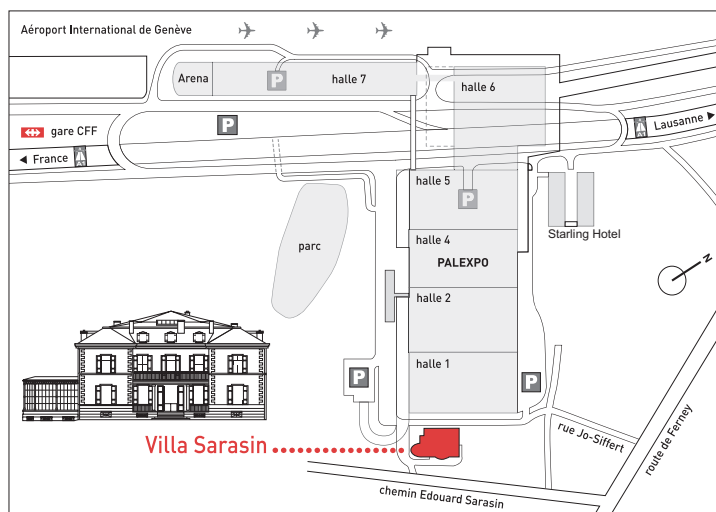 Aéroport International de Genève
Arena
P
halle 7
halle 6
gare CFF
P
Lausanne
France
halle 5
P
Starling Hotel
parc
halle 4
PALEXPO
N
halle 2
halle 1
P
P
Villa Sarasin
rue Jo-Siffert
route de Ferney
chemin Edouard Sarasin